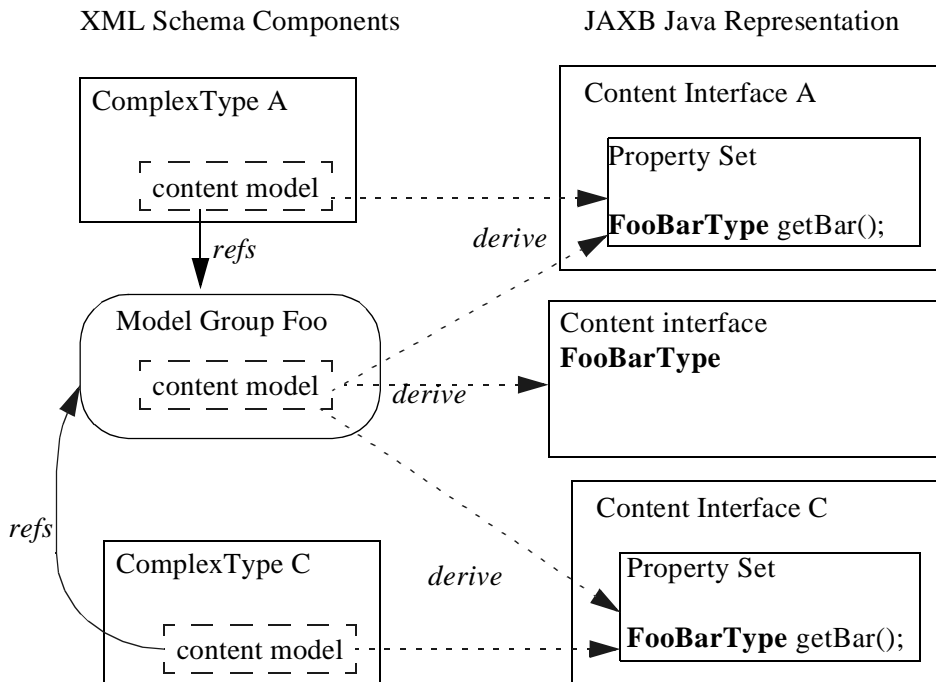 XML Schema Components
JAXB Java Representation
ComplexType A
content model
refs
Model Group Foo
content model
refs
ComplexType C
content model
derive
derive
derive
Content Interface A
Property Set
FooBarType getBar();
Content interface
FooBarType
Content Interface C
Property Set
FooBarType getBar();